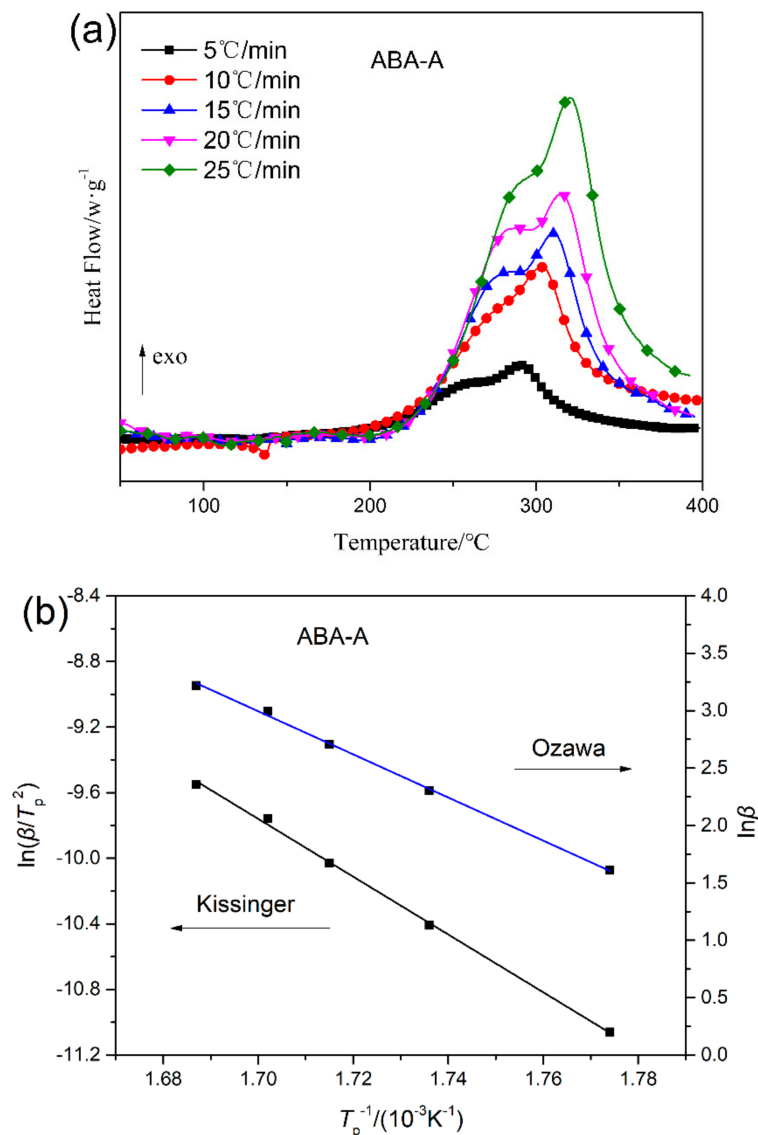 (a)
5℃/min
10℃/min
15℃/min
20℃/min
25℃/min
ABA-A
Heat Flow/w·g⁻¹
exo
100 200 300 400
Temperature/°C
(b)
ABA-A
-8.4
-8.8
-9.2
-9.6
-10.0
-10.4
-10.8
-11.2
ln(β/Tₚ²)
4.0
3.5
3.0
2.5
2.0
1.5
1.0
0.5
0.0
lnβ
Ozawa
Kissinger
1.68 1.70 1.72 1.74 1.76 1.78
Tₚ⁻¹/(10⁻³K⁻¹)